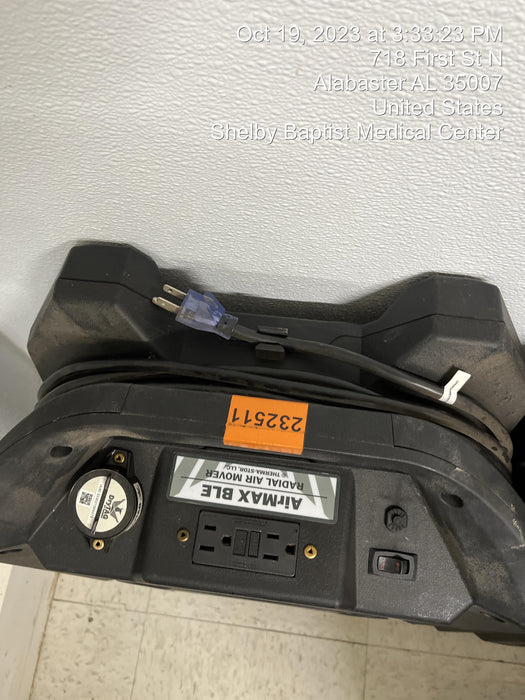 Oct 19, 2023 at 3:33:23 PM
718 First St N
Alabaster AL 35007
United States
Shelby Baptist Medical Center
232511
AirMAX BLE
RADIAL AIR MOVER
THERMA-STOR, LLC
DryTAG